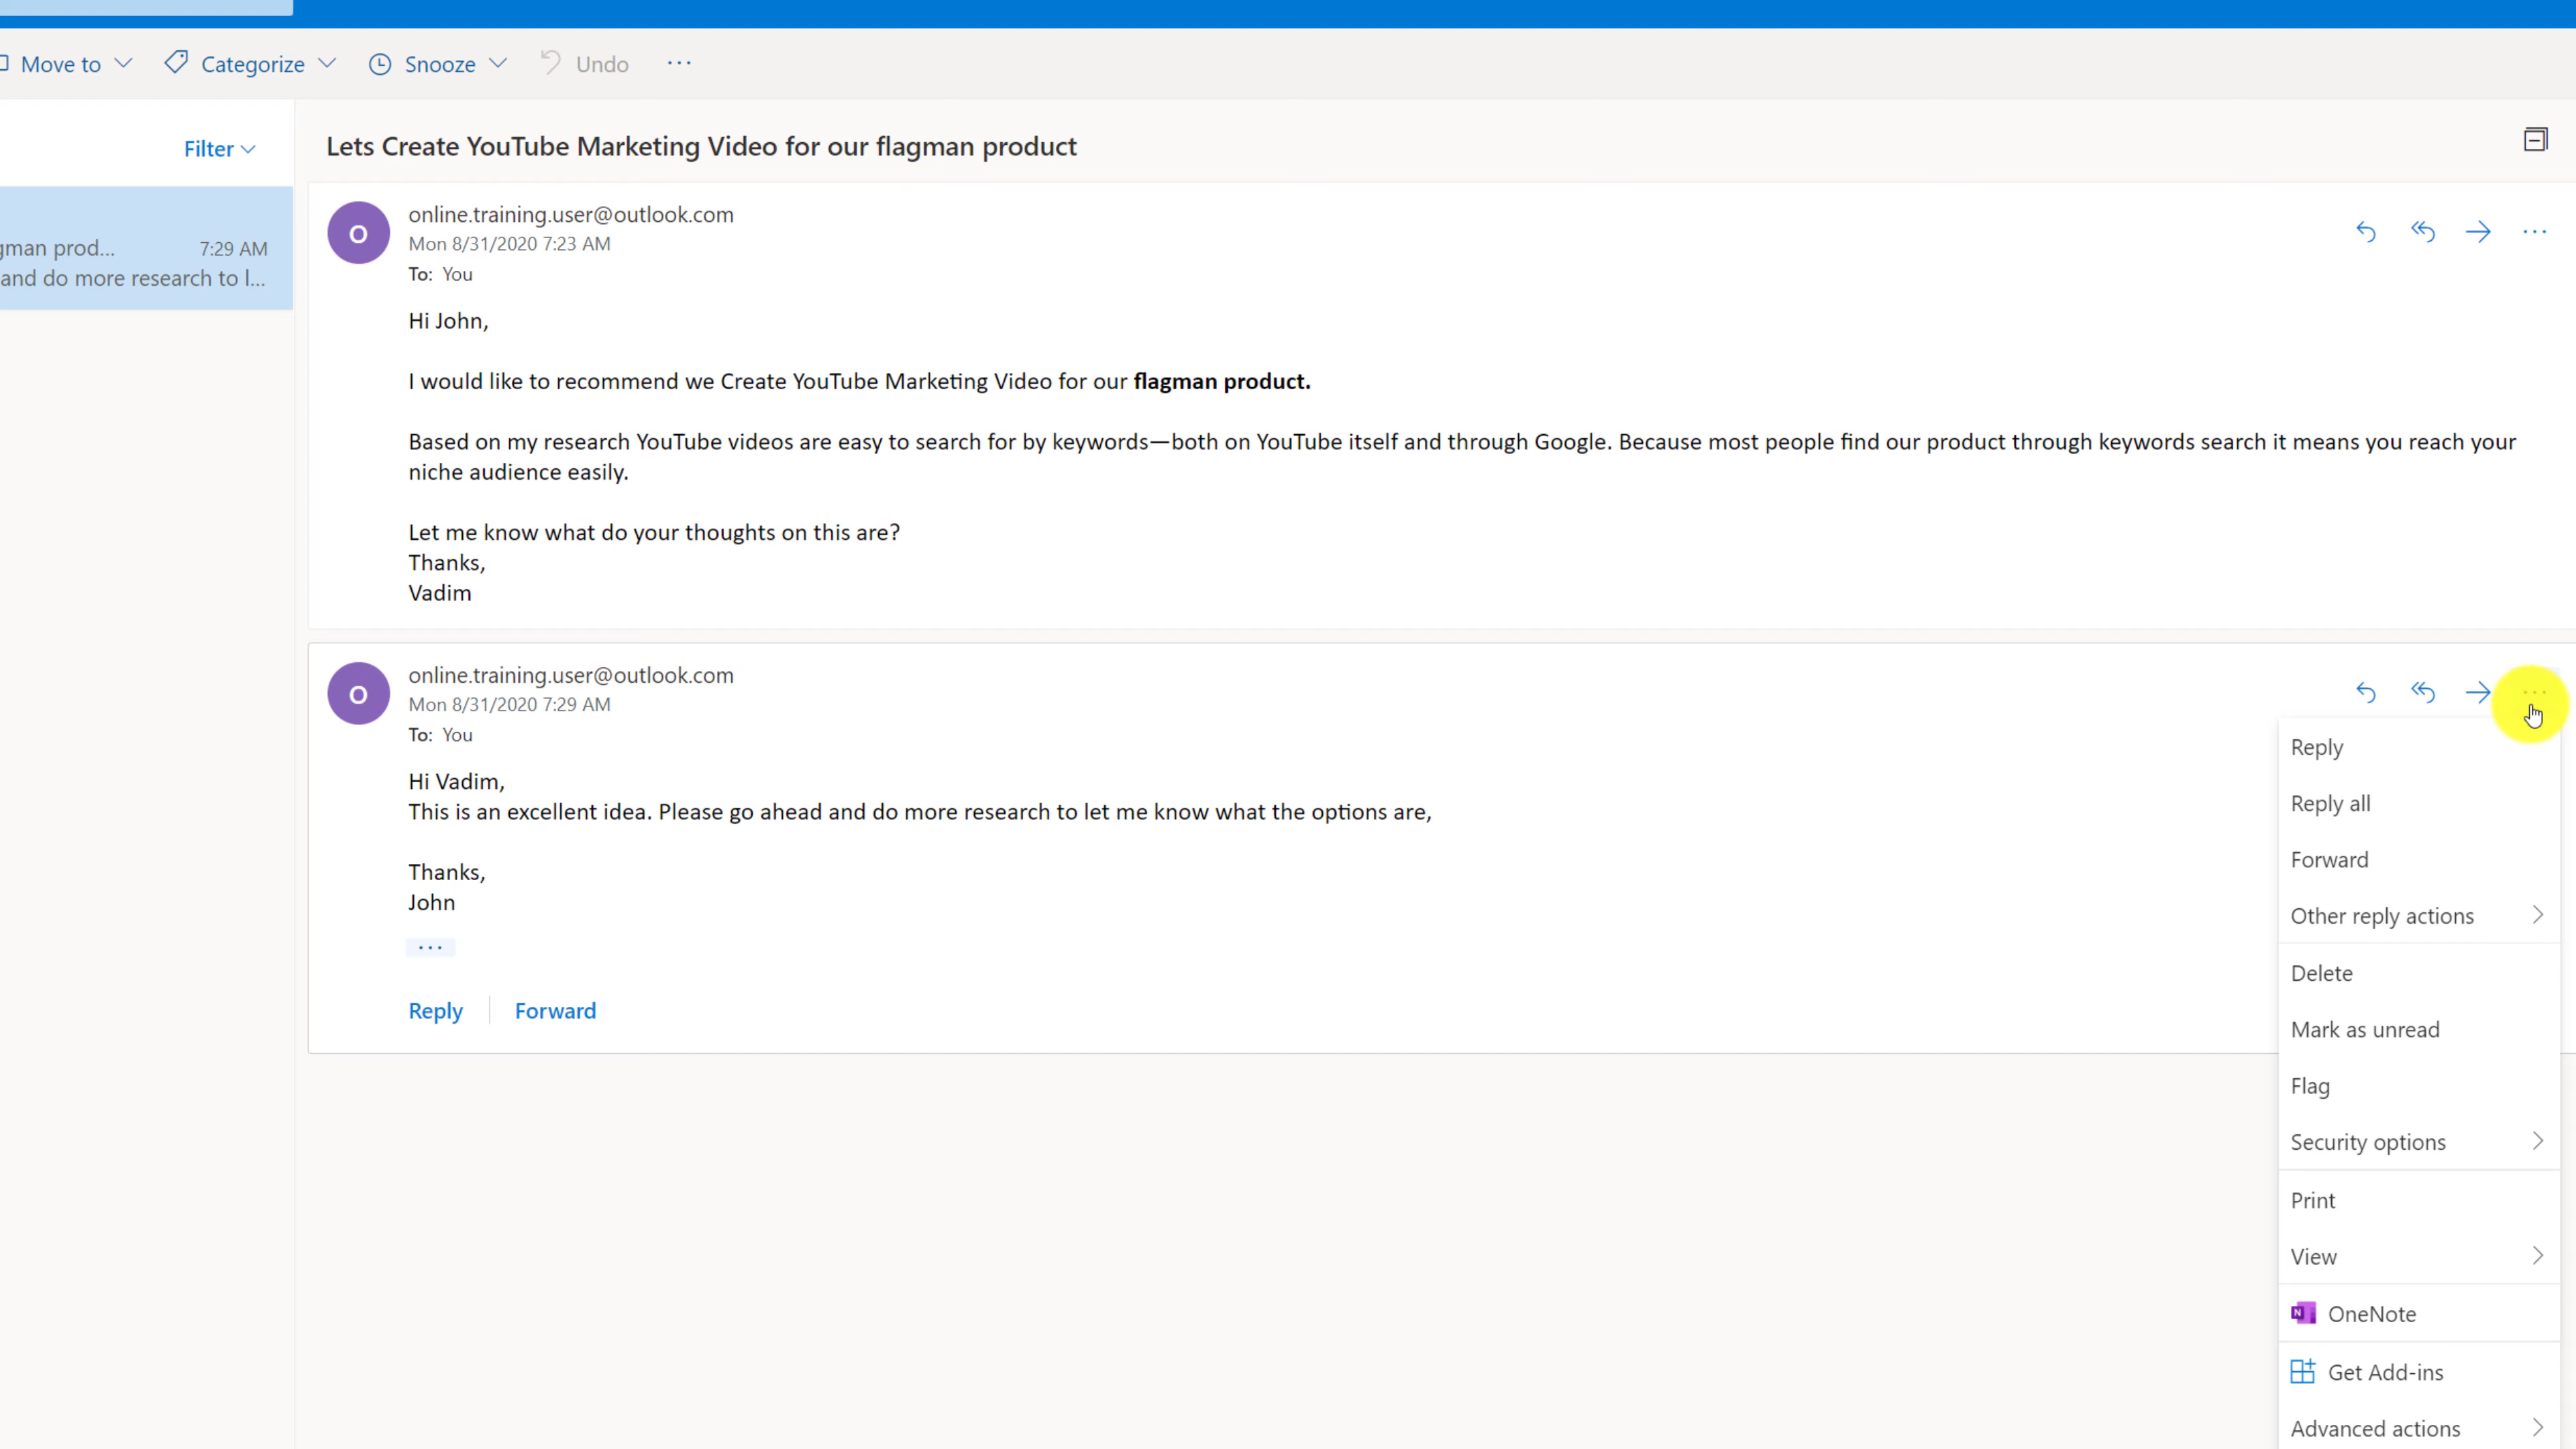 Move to
Categorize
Snooze
Undo
Filter
gman prod...
7:29 AM
and do more research to l...
Lets Create YouTube Marketing Video for our flagman product
O
online.training.user@outlook.com
Mon 8/31/2020 7:23 AM
To: You
Hi John,
I would like to recommend we Create YouTube Marketing Video for our flagman product.
Based on my research YouTube videos are easy to search for by keywords—both on YouTube itself and through Google. Because most people find our product through keywords search it means you reach your
niche audience easily.
Let me know what do your thoughts on this are?
Thanks,
Vadim
O
online.training.user@outlook.com
Mon 8/31/2020 7:29 AM
To: You
Hi Vadim,
This is an excellent idea. Please go ahead and do more research to let me know what the options are,
Thanks,
John
...
Reply
Forward
Reply
Reply all
Forward
Other reply actions
Delete
Mark as unread
Flag
Security options
Print
View
N OneNote
Get Add-ins
Advanced actions